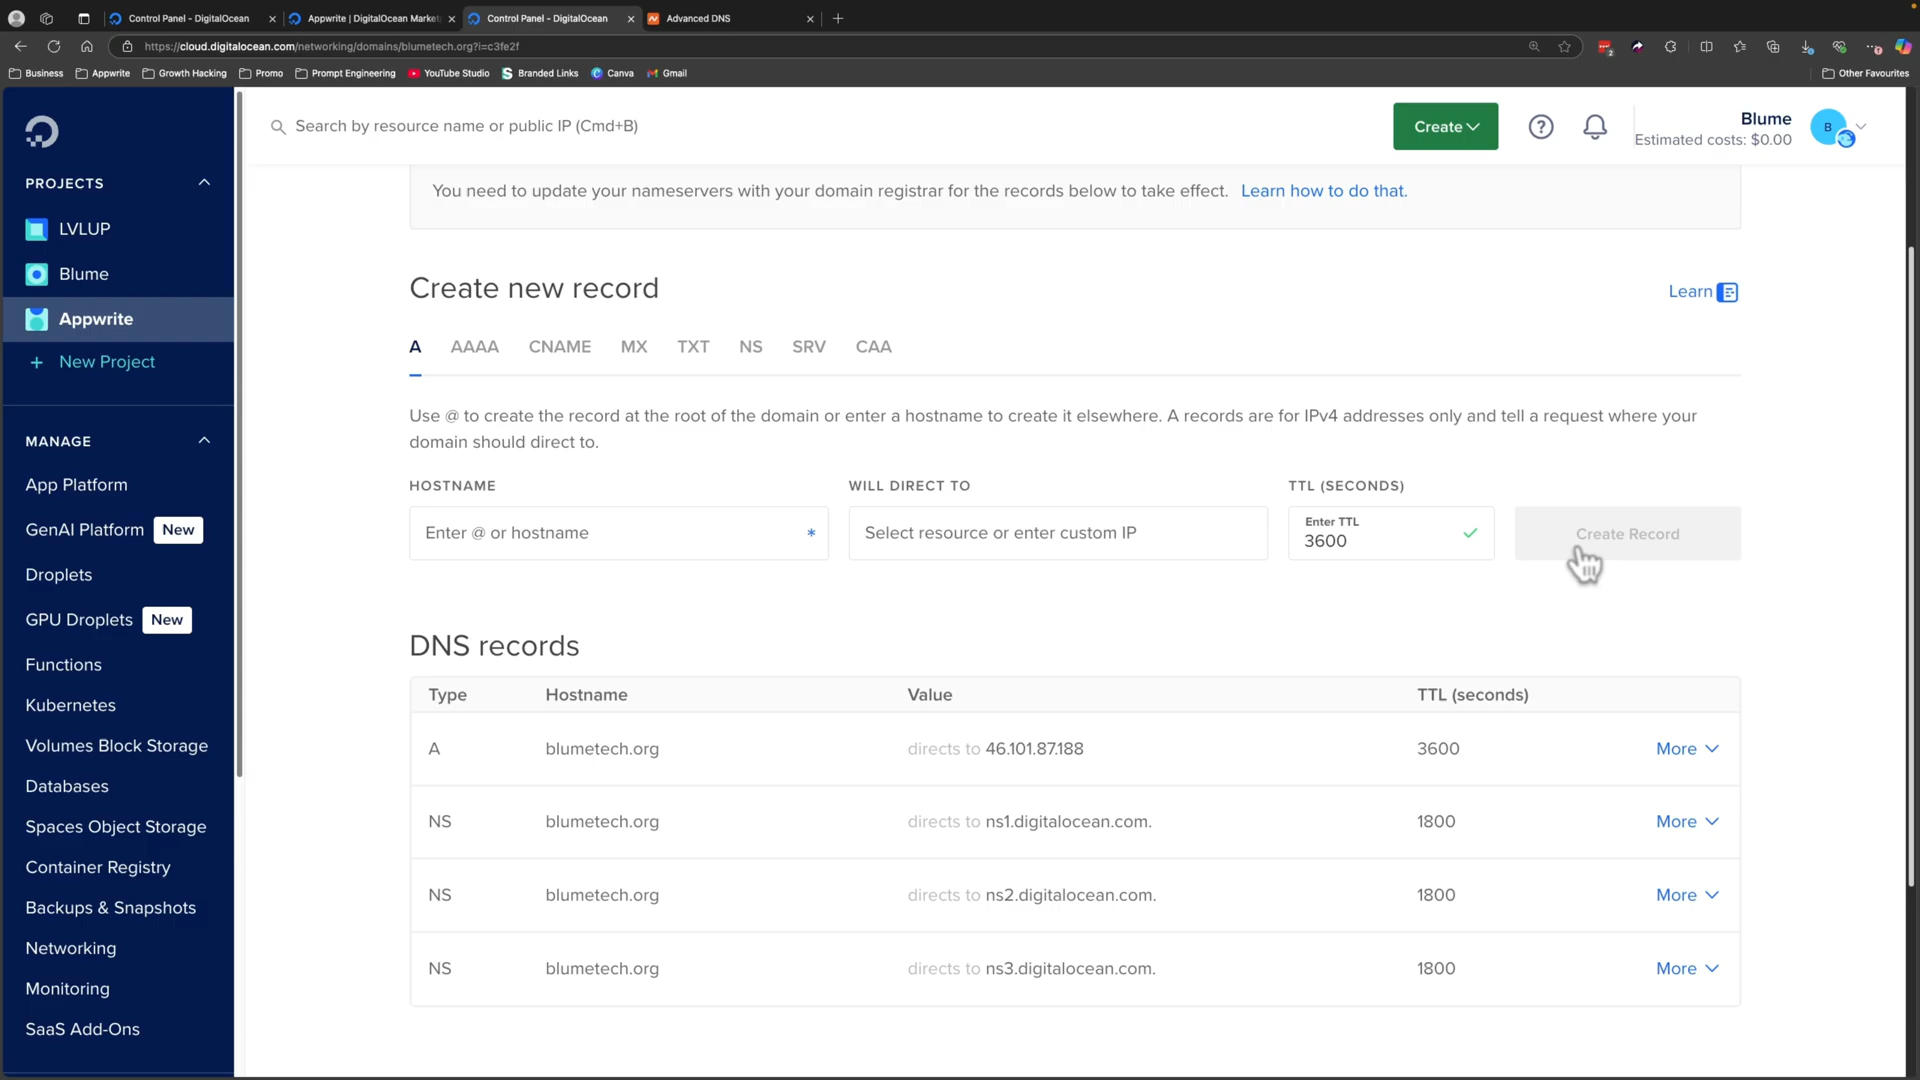 Control Panel - DigitalOcean
Appwrite | DigitalOcean Market
Control Panel - DigitalOcean
Advanced DNS
https://cloud.digitalocean.com/networking/domains/blumetech.org?i=c3fe2f
Business
Appwrite
Growth Hacking
Promo
Prompt Engineering
YouTube Studio
Branded Links
Canva
Gmail
Other Favourites
Search by resource name or public IP (Cmd+B)
Create
Blume
Estimated costs: $0.00
B
PROJECTS
LVLUP
Blume
Appwrite
+ New Project
MANAGE
App Platform
GenAI Platform New
Droplets
GPU Droplets New
Functions
Kubernetes
Volumes Block Storage
Databases
Spaces Object Storage
Container Registry
Backups & Snapshots
Networking
Monitoring
SaaS Add-Ons
You need to update your nameservers with your domain registrar for the records below to take effect. Learn how to do that.
Create new record
Learn
A AAAA CNAME MX TXT NS SRV CAA
Use @ to create the record at the root of the domain or enter a hostname to create it elsewhere. A records are for IPv4 addresses only and tell a request where your
domain should direct to.
HOSTNAME WILL DIRECT TO TTL (SECONDS)
Enter @ or hostname *
Select resource or enter custom IP
Enter TTL
3600
Create Record
DNS records
Type Hostname Value TTL (seconds)
A blumetech.org directs to 46.101.87.188 3600 More
NS blumetech.org directs to ns1.digitalocean.com. 1800 More
NS blumetech.org directs to ns2.digitalocean.com. 1800 More
NS blumetech.org directs to ns3.digitalocean.com. 1800 More